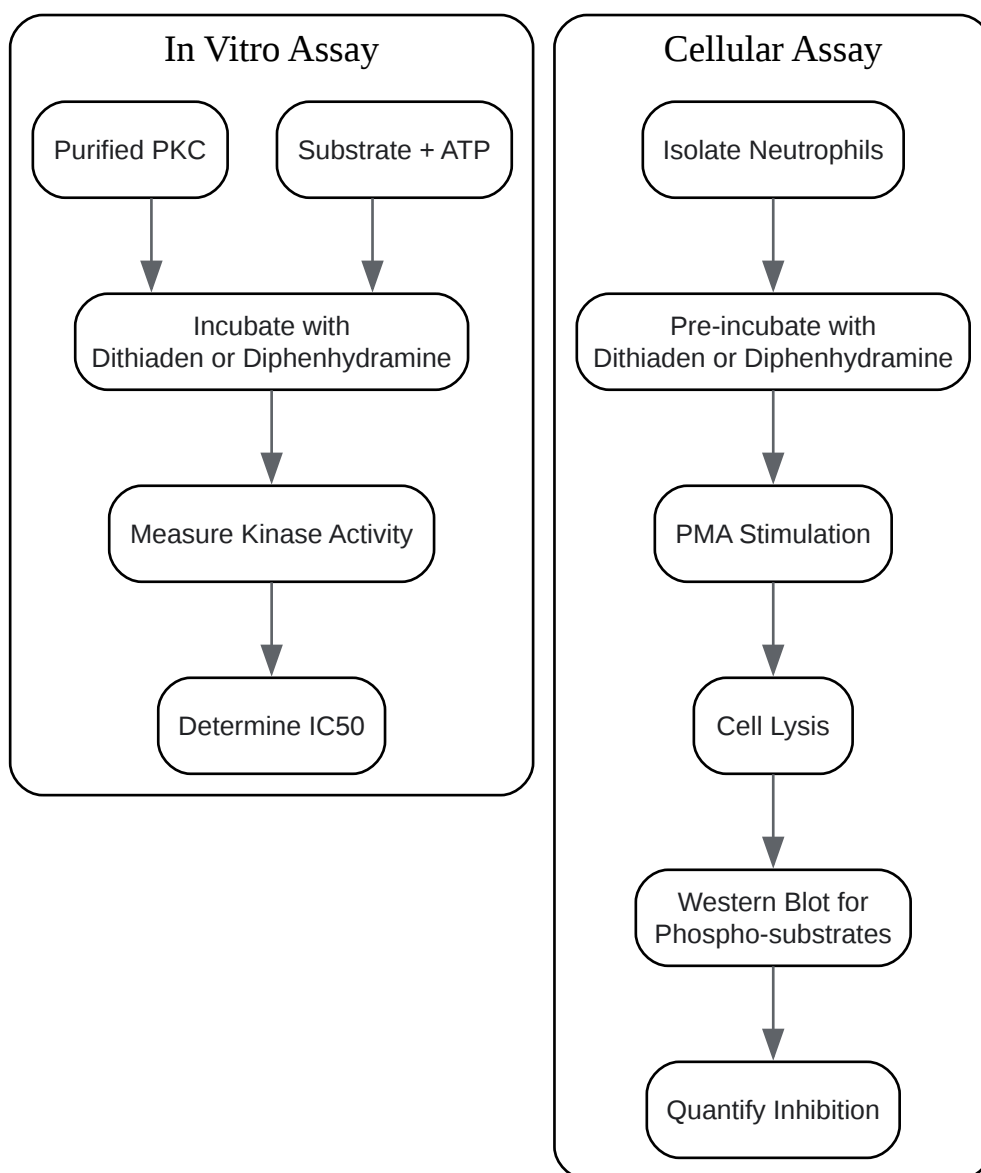 In Vitro Assay
Purified PKC
Substrate + ATP
Incubate with
Dithiaden or Diphenhydramine
Measure Kinase Activity
Determine IC50
Cellular Assay
Isolate Neutrophils
Pre-incubate with
Dithiaden or Diphenhydramine
PMA Stimulation
Cell Lysis
Western Blot for
Phospho-substrates
Quantify Inhibition